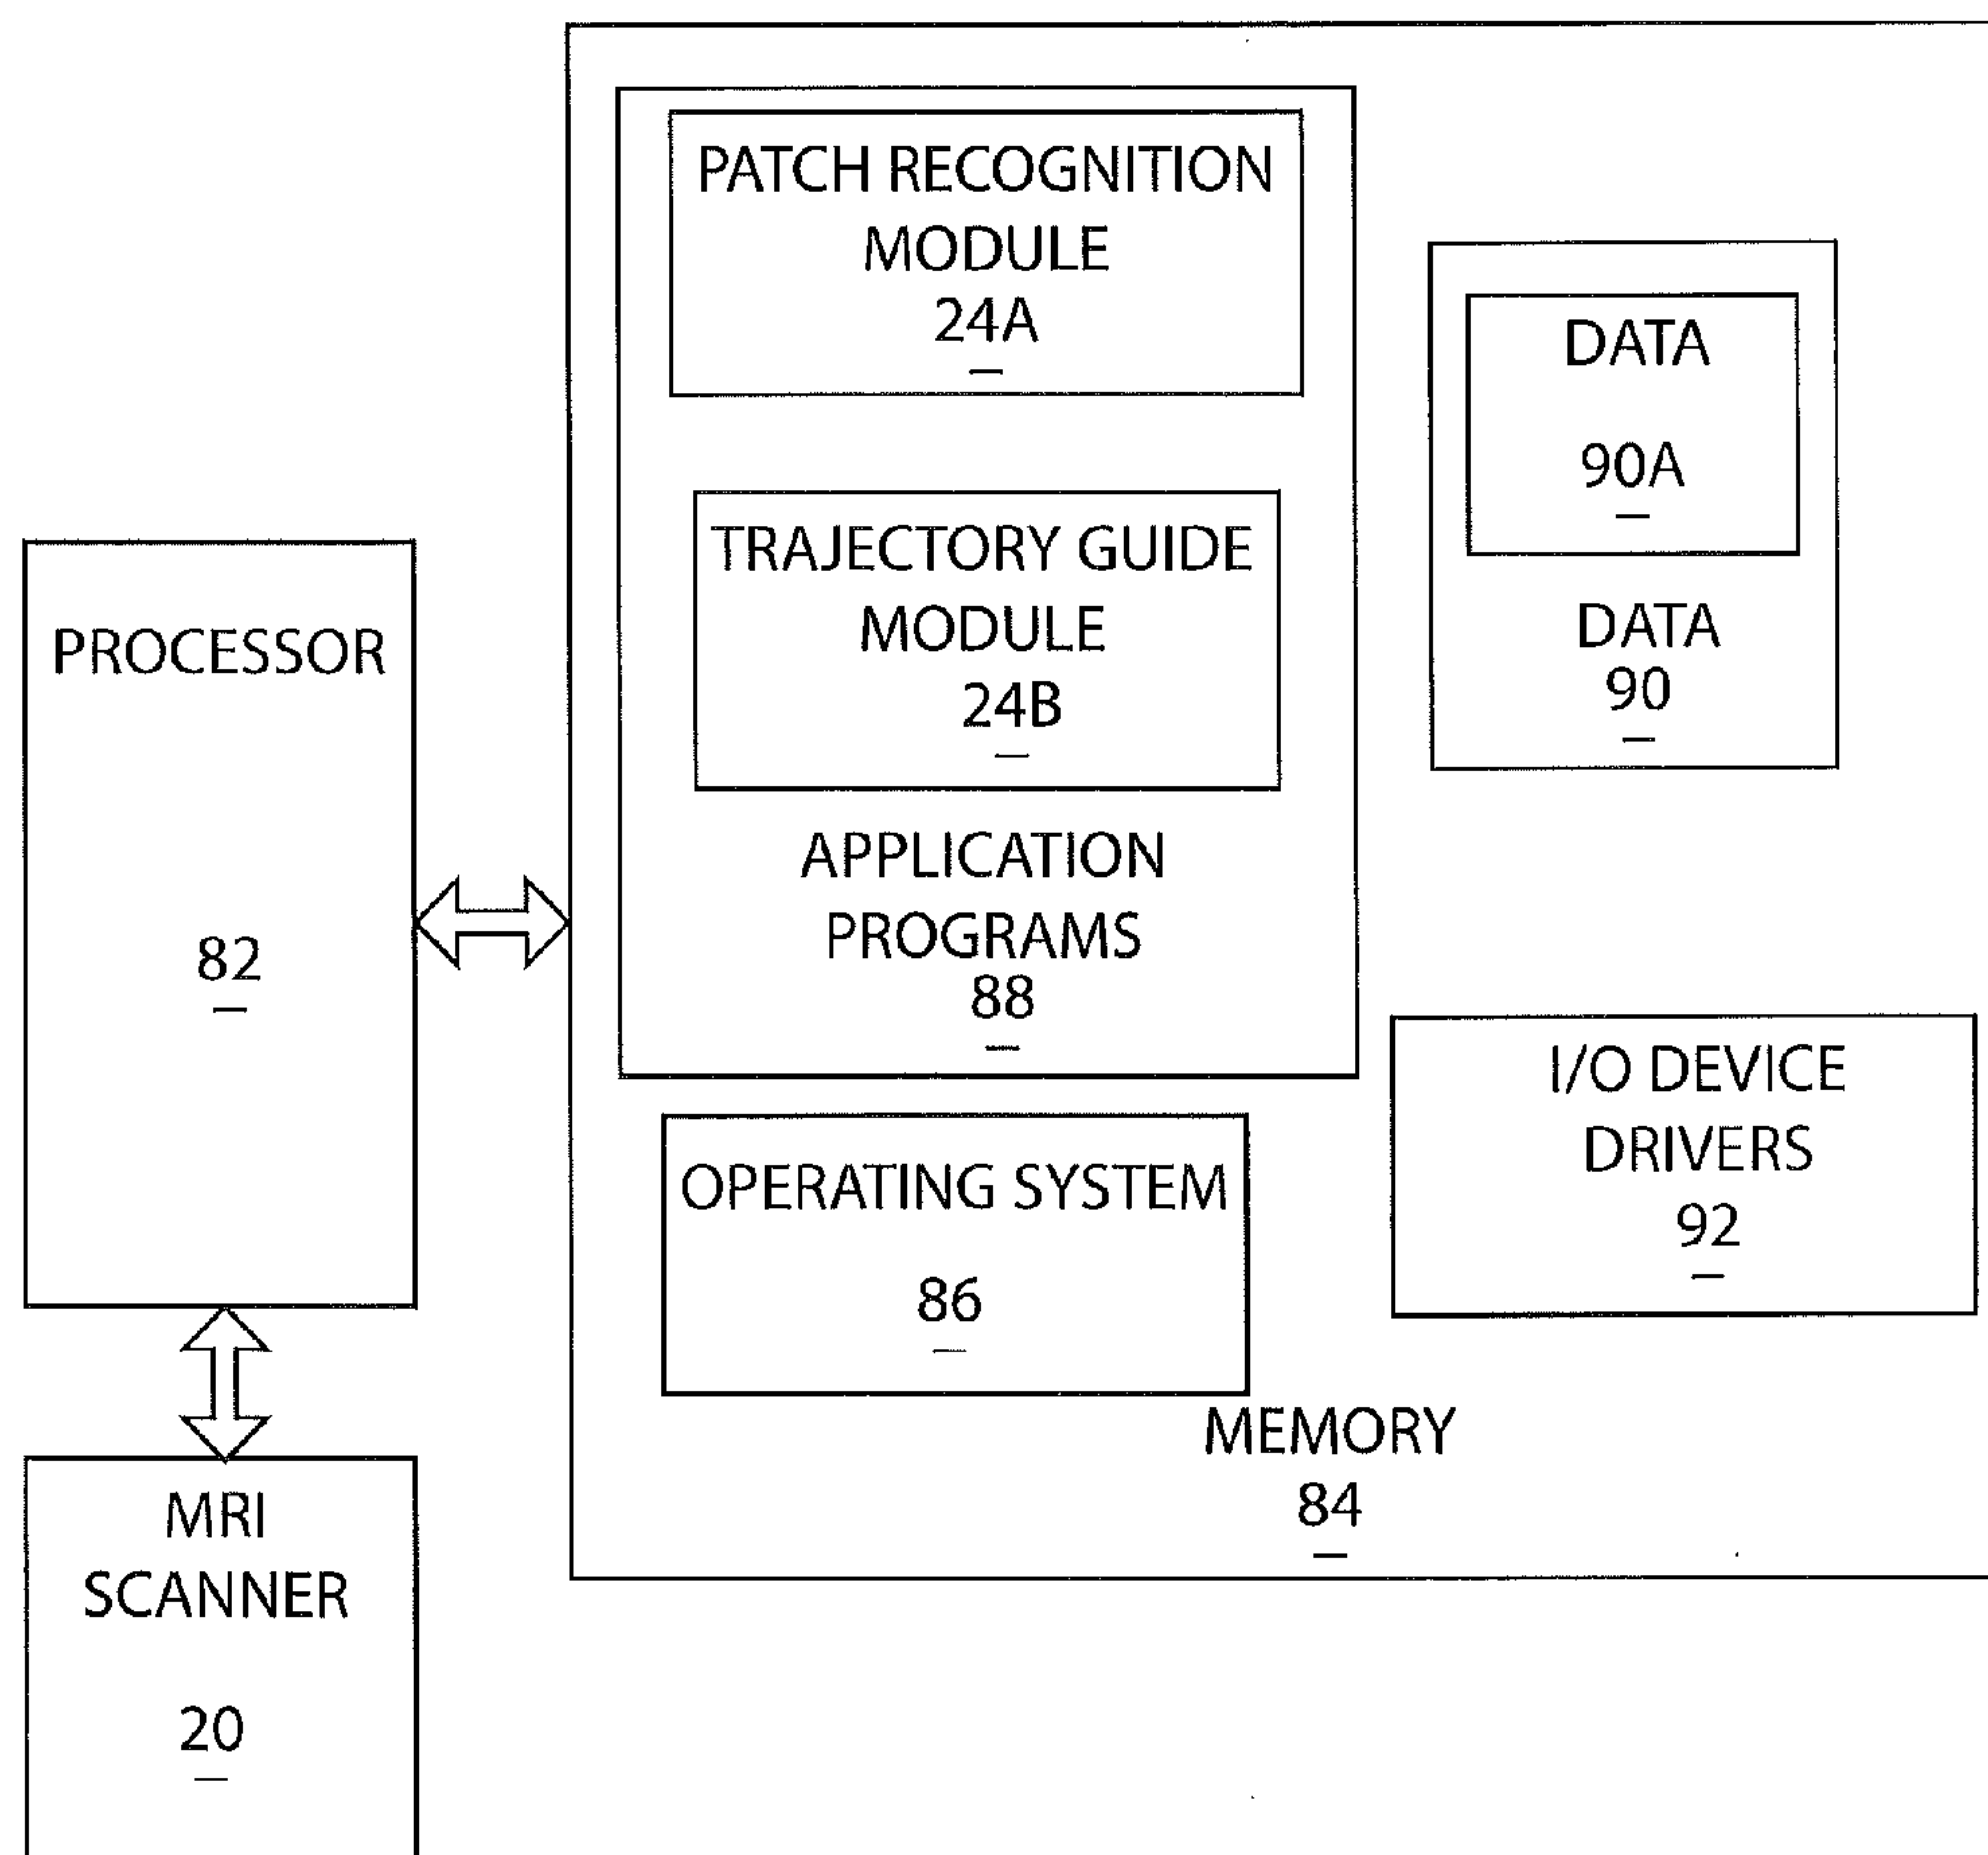 PATCH RECOGNITION
MODULE
24A
TRAJECTORY GUIDE
MODULE
24B
APPLICATION
PROGRAMS
88
DATA
90A
DATA
90
PROCESSOR
82
I/O DEVICE
DRIVERS
92
OPERATING SYSTEM
86
MEMORY
84
MRI
SCANNER
20